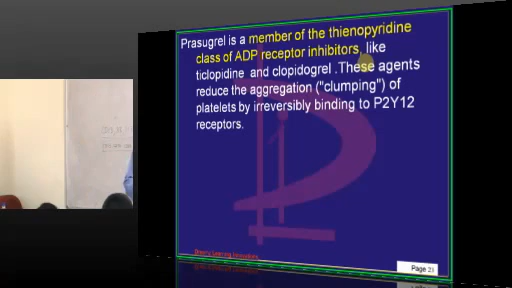 Prasugrel is a member of the thienopyridine
class of ADP receptor inhibitors, like
ticlopidine and clopidogrel .These agents
reduce the aggregation ("clumping") of
platelets by irreversibly binding to P2Y12
receptors.
Page 23